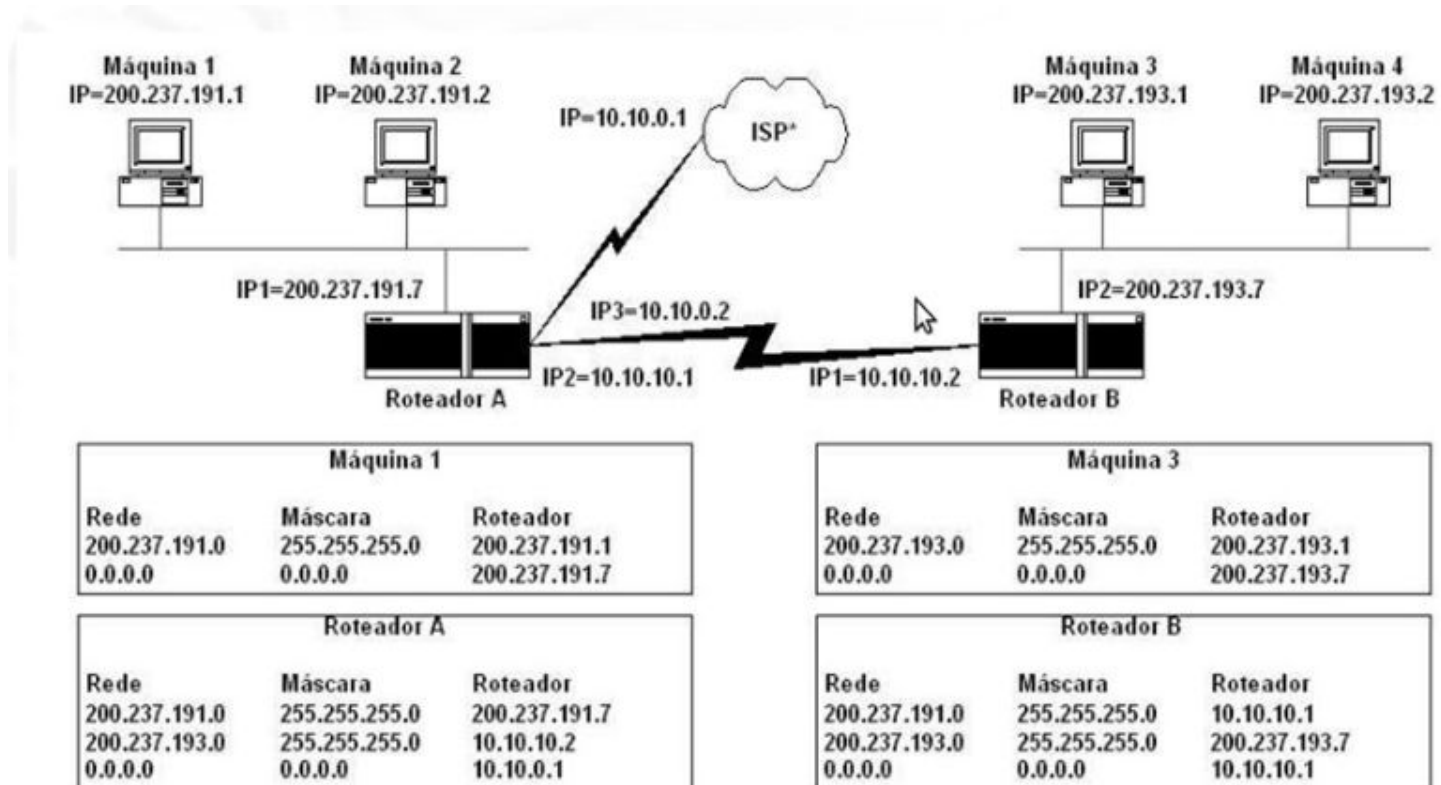 Máquina 1
IP=200.237.191.1
Máquina 2
IP=200.237.191.2
IP=10.10.0.1
ISP*
Máquina 3
IP=200.237.193.1
Máquina 4
IP=200.237.193.2
IP1=200.237.191.7
IP3=10.10.0.2
IP2=200.237.193.7
IP2=10.10.10.1
IP1=10.10.10.2
Roteador A
Roteador B
Máquina 1
Rede Máscara Roteador
200.237.191.0 255.255.255.0 200.237.191.1
0.0.0.0 0.0.0.0 200.237.191.7
Máquina 3
Rede Máscara Roteador
200.237.193.0 255.255.255.0 200.237.193.1
0.0.0.0 0.0.0.0 200.237.193.7
Roteador A
Rede Máscara Roteador
200.237.191.0 255.255.255.0 200.237.191.7
200.237.193.0 255.255.255.0 10.10.10.2
0.0.0.0 0.0.0.0 10.10.0.1
Roteador B
Rede Máscara Roteador
200.237.191.0 255.255.255.0 10.10.10.1
200.237.193.0 255.255.255.0 200.237.193.7
0.0.0.0 0.0.0.0 10.10.10.1